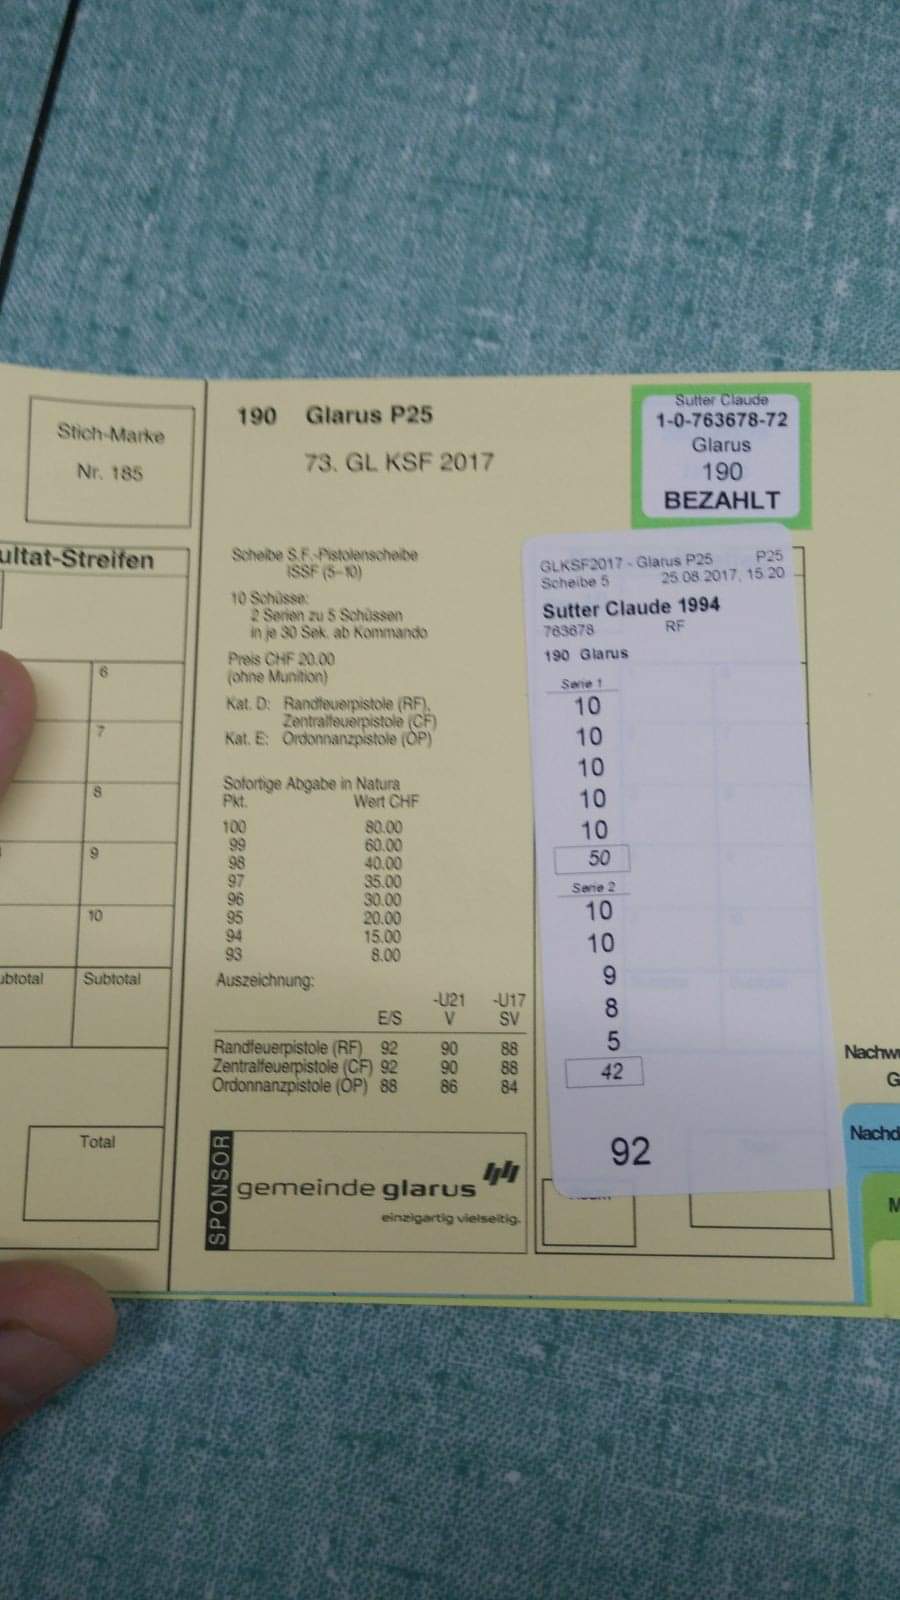 Stich-Marke
Nr. 185
ultat-Streifen
6
7
8
9
10
ubtotal
Subtotal
Total
190 Glarus P25
73. GL KSF 2017
Scheibe S.F.-Pistolenscheibe
ISSF (5–10)
10 Schüsse:
2 Serien zu 5 Schüssen
in je 30 Sek. ab Kommando
Preis CHF 20.00
(ohne Munition)
Kat. D: Randfeuerpistole (RF),
Zentralfeuerpistole (CF)
Kat. E: Ordonnanzpistole (OP)
Sofortige Abgabe in Natura
Pkt. Wert CHF
100 80.00
99 60.00
98 40.00
97 35.00
96 30.00
95 20.00
94 15.00
93 8.00
Auszeichnung:
-U21 -U17
E/S V SV
Randfeuerpistole (RF) 92 90 88
Zentralfeuerpistole (CF) 92 90 88
Ordonnanzpistole (OP) 88 86 84
SPONSOR
gemeinde glarus
einzigartig vielseitig.
Sutter Claude
1-0-763678-72
Glarus
190
BEZAHLT
GLKSF2017 - Glarus P25 P25
Scheibe 5 25.08.2017, 15:20
Sutter Claude 1994
763678 RF
190 Glarus
Serie 1
10
10
10
10
10
50
Serie 2
10
10
9
8
5
42
92
Nachw
G
Nachd
M